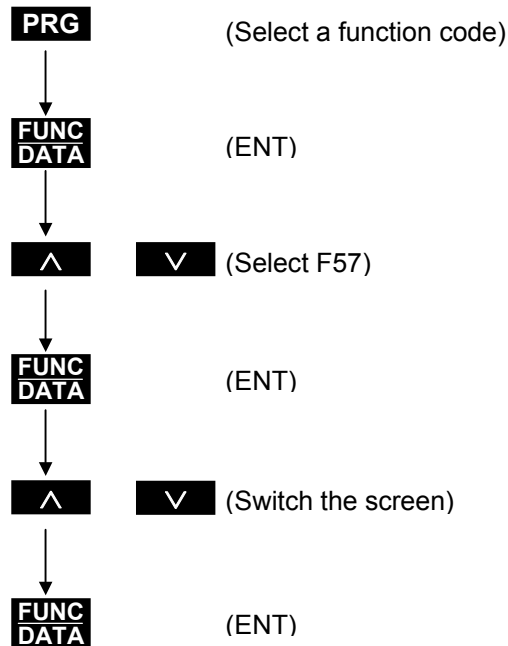 PRG (Select a function code)
FUNC
DATA (ENT)
∧ ∨ (Select F57)
FUNC
DATA (ENT)
∧ ∨ (Switch the screen)
FUNC
DATA (ENT)